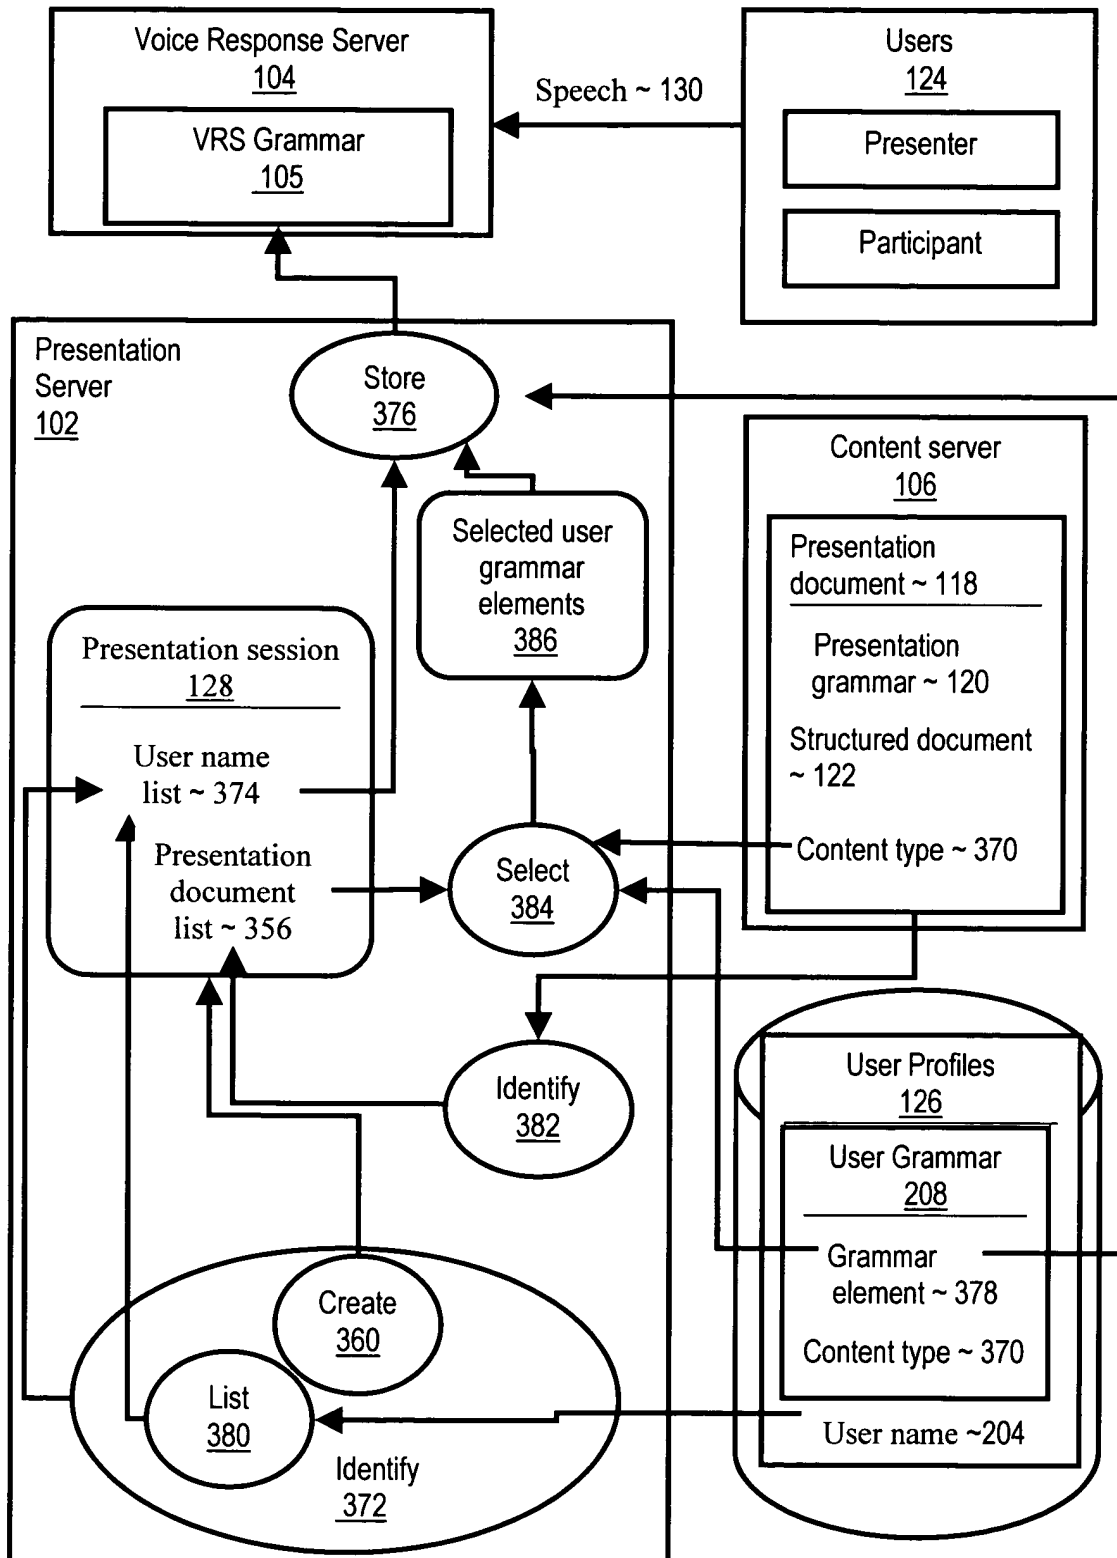 Voice Response Server
104
VRS Grammar
105
Speech ~ 130
Users
124
Presenter
Participant
Presentation
Server
102
Store
376
Selected user
grammar
elements
386
Content server
106
Presentation
document ~ 118
Presentation
grammar ~ 120
Structured document
~ 122
Content type ~ 370
Presentation session
128
User name
list ~ 374
Presentation
document
list ~ 356
Select
384
Identify
382
User Profiles
126
User Grammar
208
Grammar
element ~ 378
Content type ~ 370
User name ~204
Create
360
List
380
Identify
372